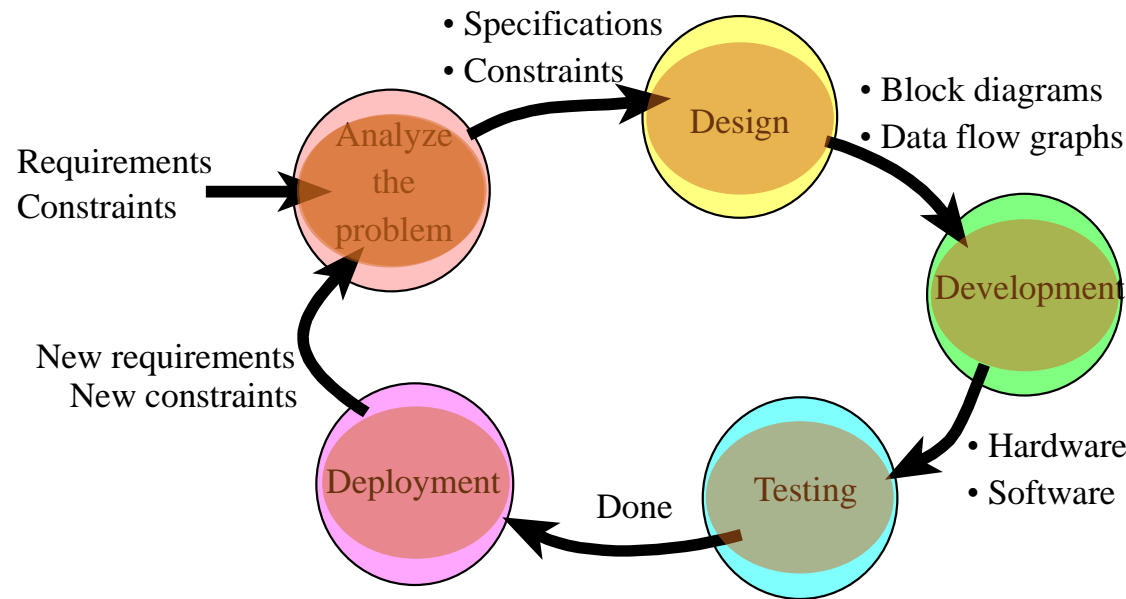 • Specifications
• Constraints
Design
• Block diagrams
• Data flow graphs
Analyze
the
problem
Requirements
Constraints
Development
New requirements
New constraints
• Hardware
• Software
Deployment
Done
Testing